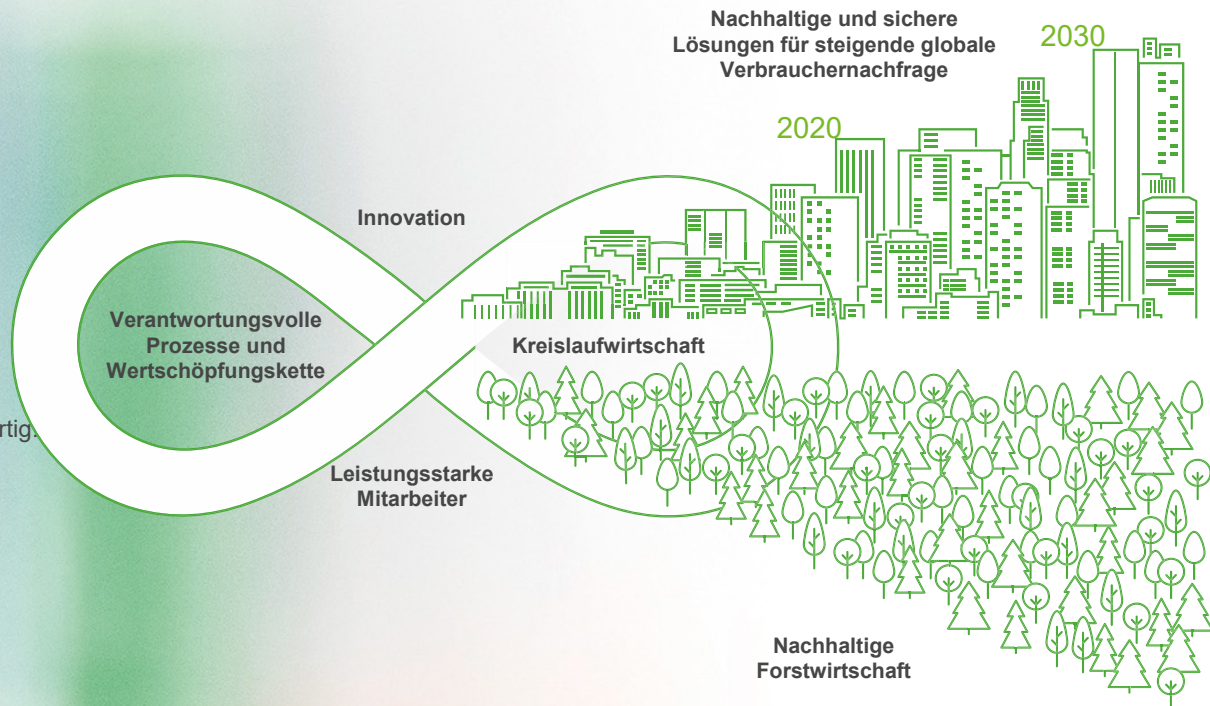 Nachhaltige und sichere
Lösungen für steigende globale
Verbrauchernachfrage
2030
2020
Innovation
Verantwortungsvolle
Prozesse und
Wertschöpfungskette
Kreislaufwirtschaft
rtig.
Leistungsstarke
Mitarbeiter
Nachhaltige
Forstwirtschaft